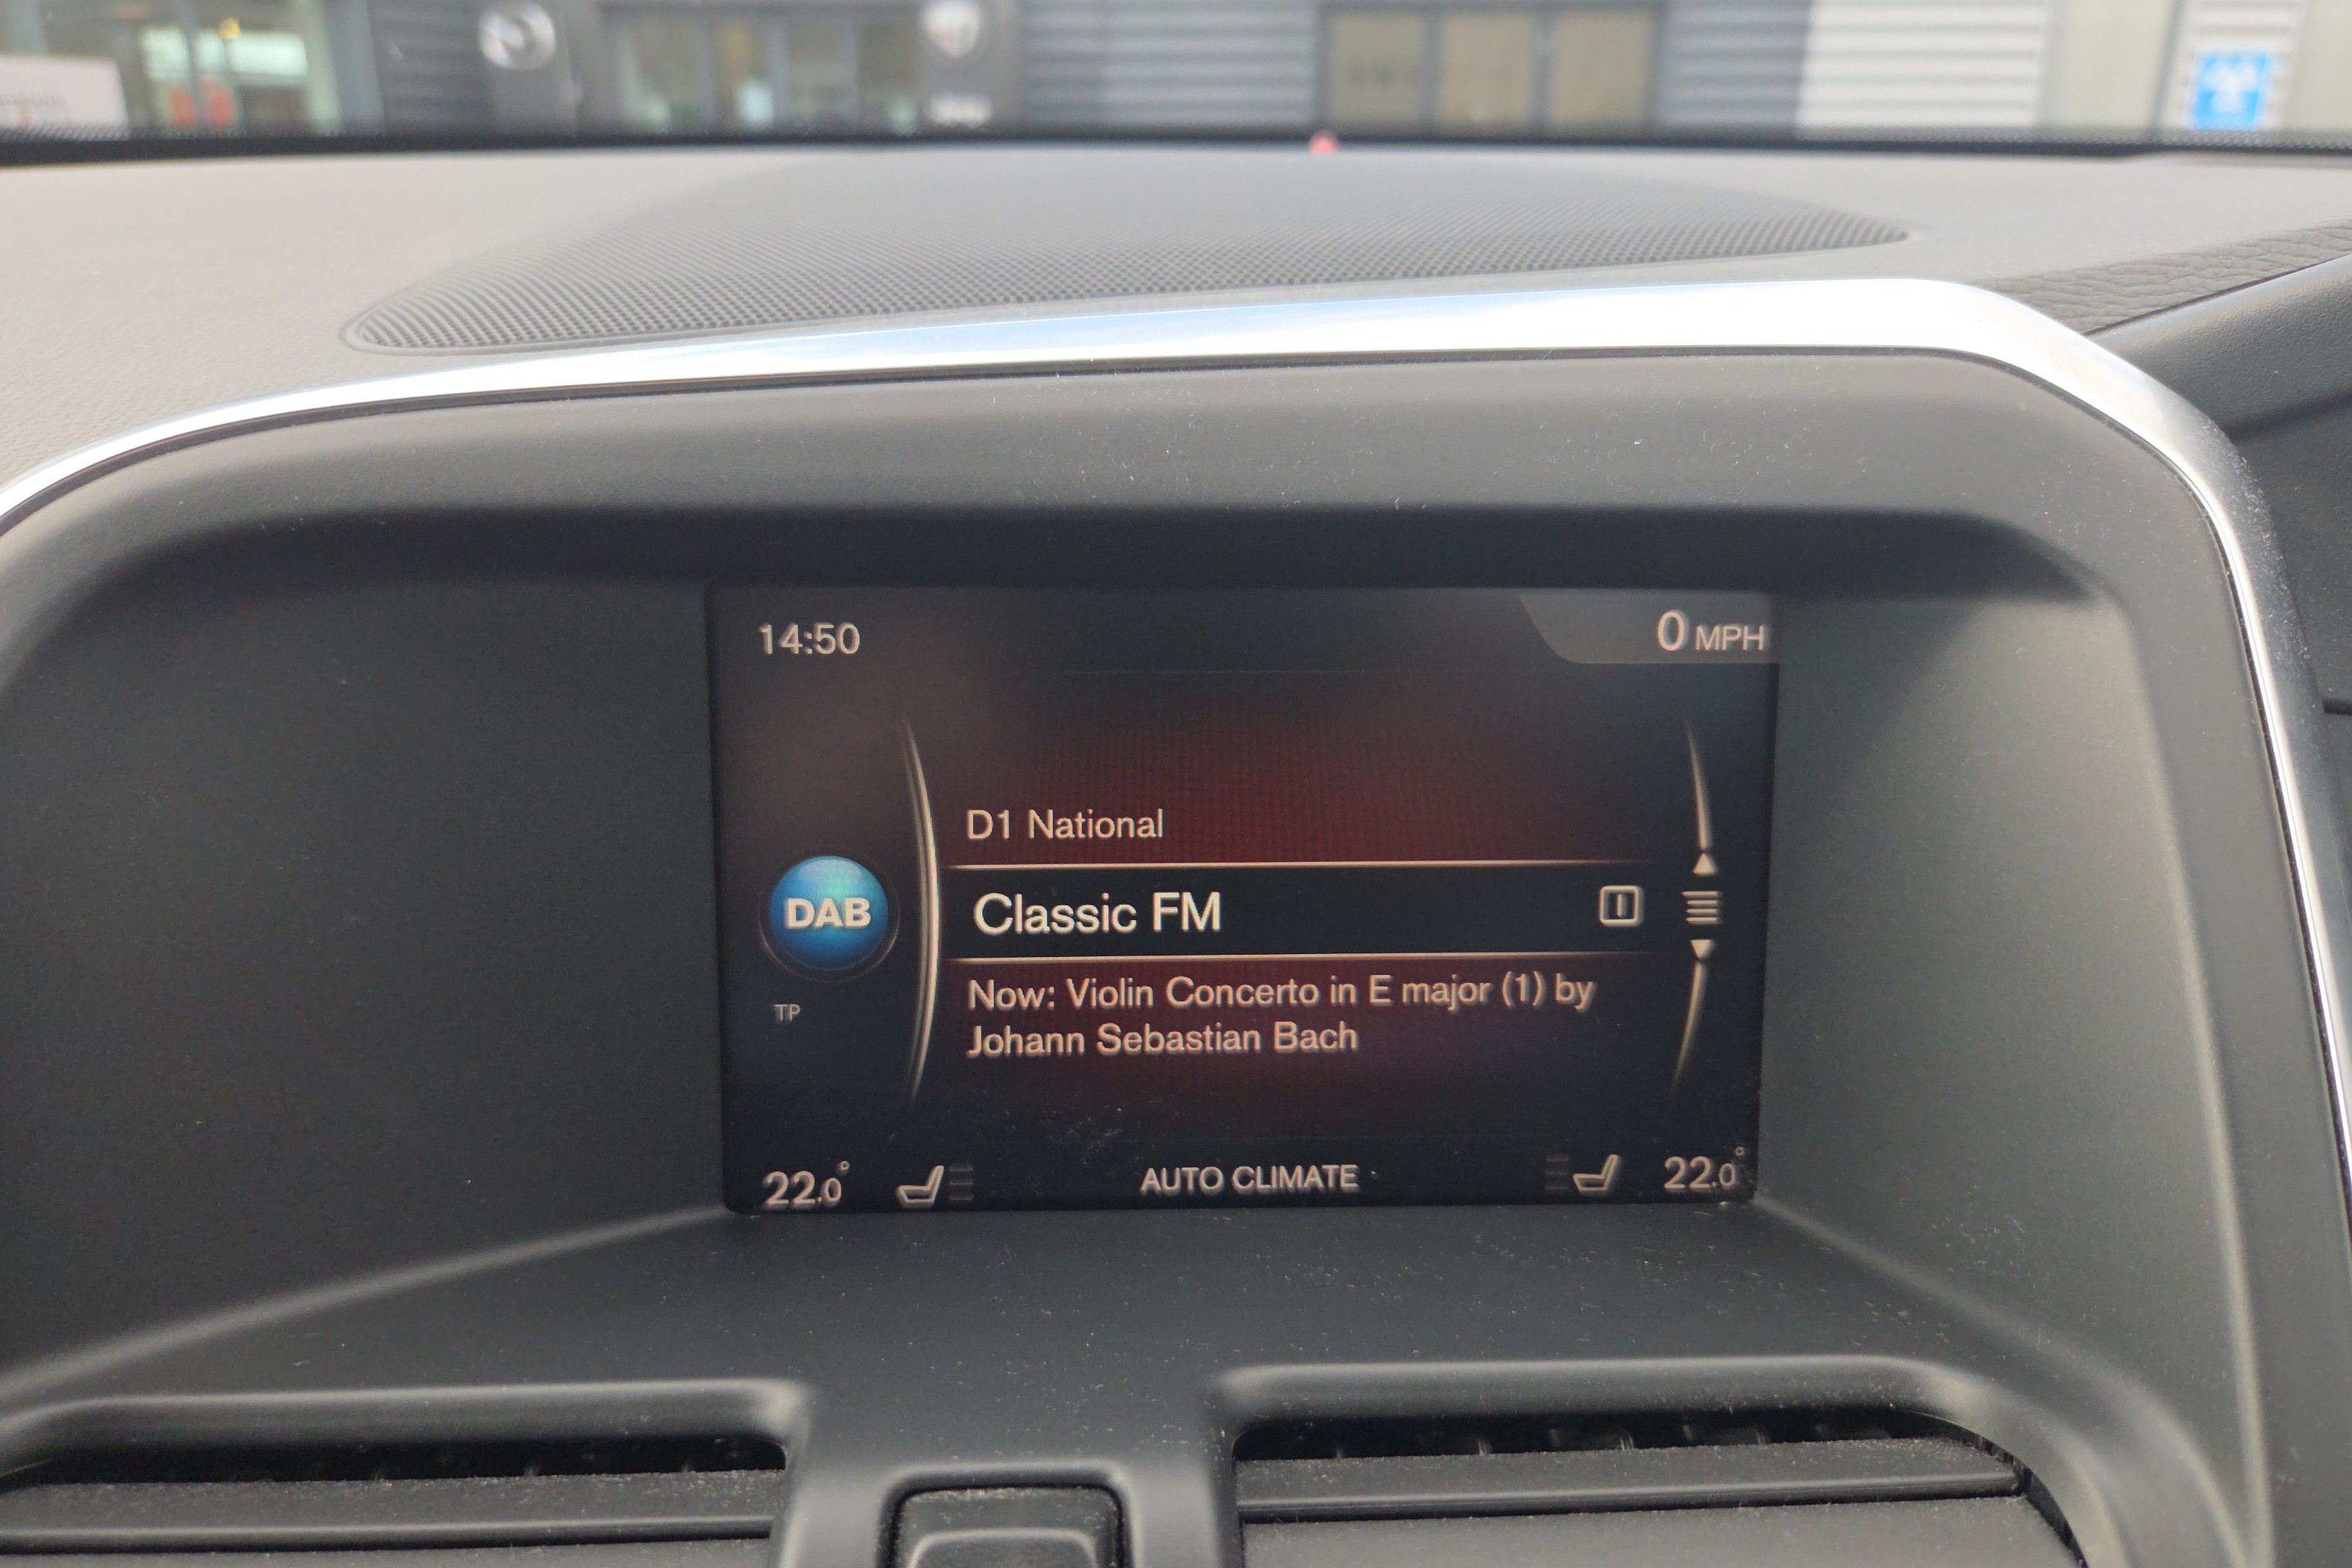 14:50
0 MPH
D1 National
DAB
Classic FM
TP
Now: Violin Concerto in E major (1) by
Johann Sebastian Bach
22.0°
AUTO CLIMATE
22.0°